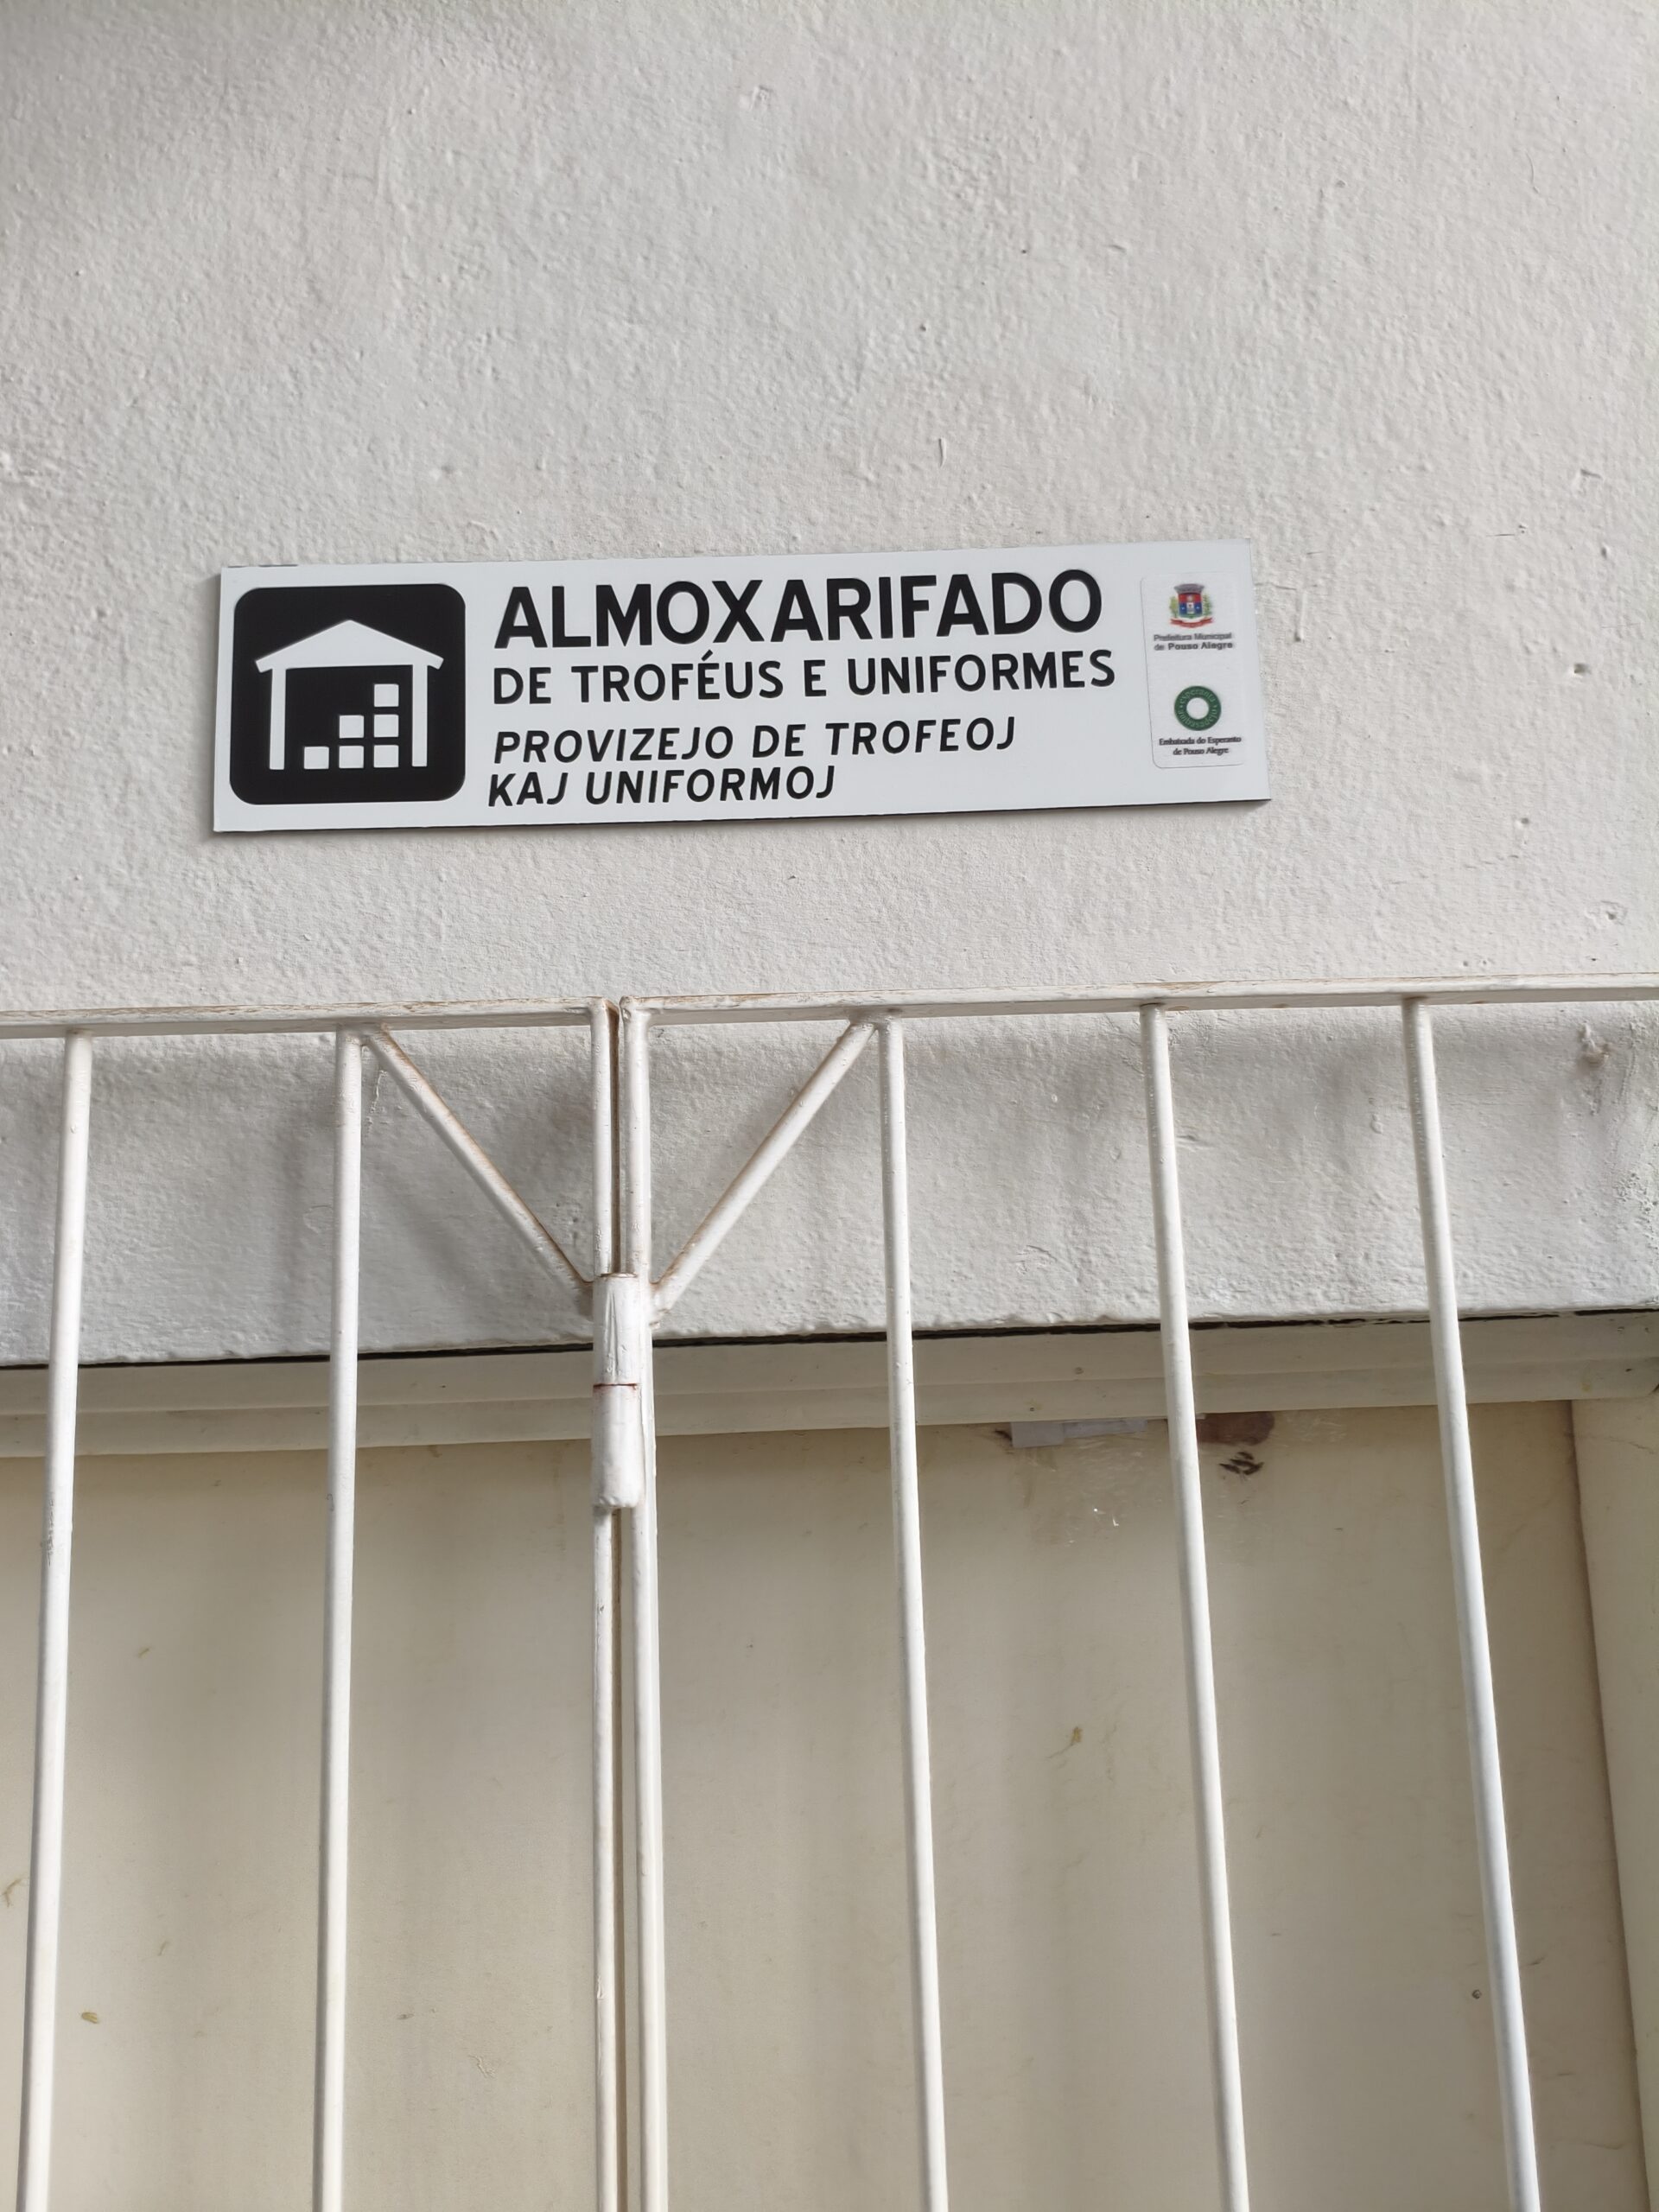 ALMOXARIFADO
DE TROFÉUS E UNIFORMES
PROVIZEJO DE TROFEOJ
KAJ UNIFORMOJ
Prefeitura Municipal
de Pouso Alegre
Embaixada do Esperanto
de Pouso Alegre